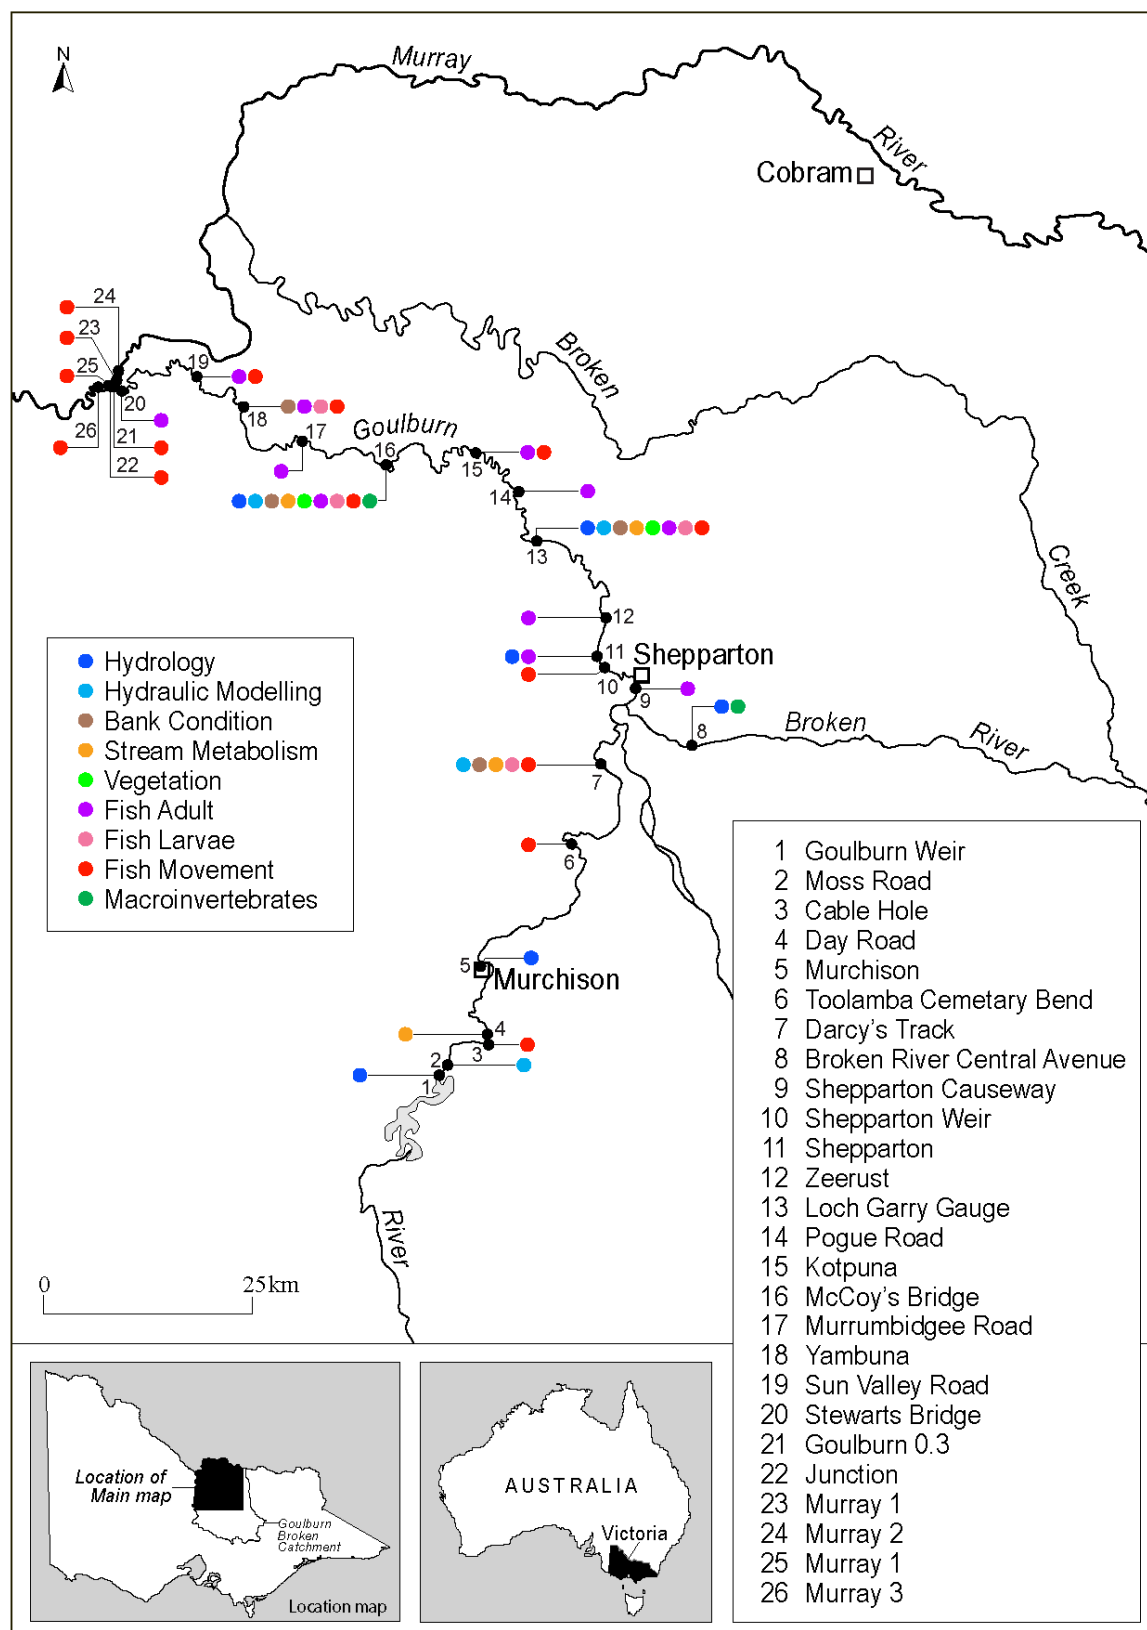 N
Murray
River
Cobram
24
23
25
19
20
26
21
22
18
17
Goulburn
16
15
14
13
Broken
Creek
12
11
Shepparton
10
9
8
Broken
River
7
6
5
Murchison
4
3
2
1
River
Hydrology
Hydraulic Modelling
Bank Condition
Stream Metabolism
Vegetation
Fish Adult
Fish Larvae
Fish Movement
Macroinvertebrates
0 25km
1 Goulburn Weir
2 Moss Road
3 Cable Hole
4 Day Road
5 Murchison
6 Toolamba Cemetary Bend
7 Darcy's Track
8 Broken River Central Avenue
9 Shepparton Causeway
10 Shepparton Weir
11 Shepparton
12 Zeerust
13 Loch Garry Gauge
14 Pogue Road
15 Kotpuna
16 McCoy's Bridge
17 Murrumbidgee Road
18 Yambuna
19 Sun Valley Road
20 Stewarts Bridge
21 Goulburn 0.3
22 Junction
23 Murray 1
24 Murray 2
25 Murray 1
26 Murray 3
Location of
Main map
Goulburn
Broken
Catchment
Location map
AUSTRALIA
Victoria